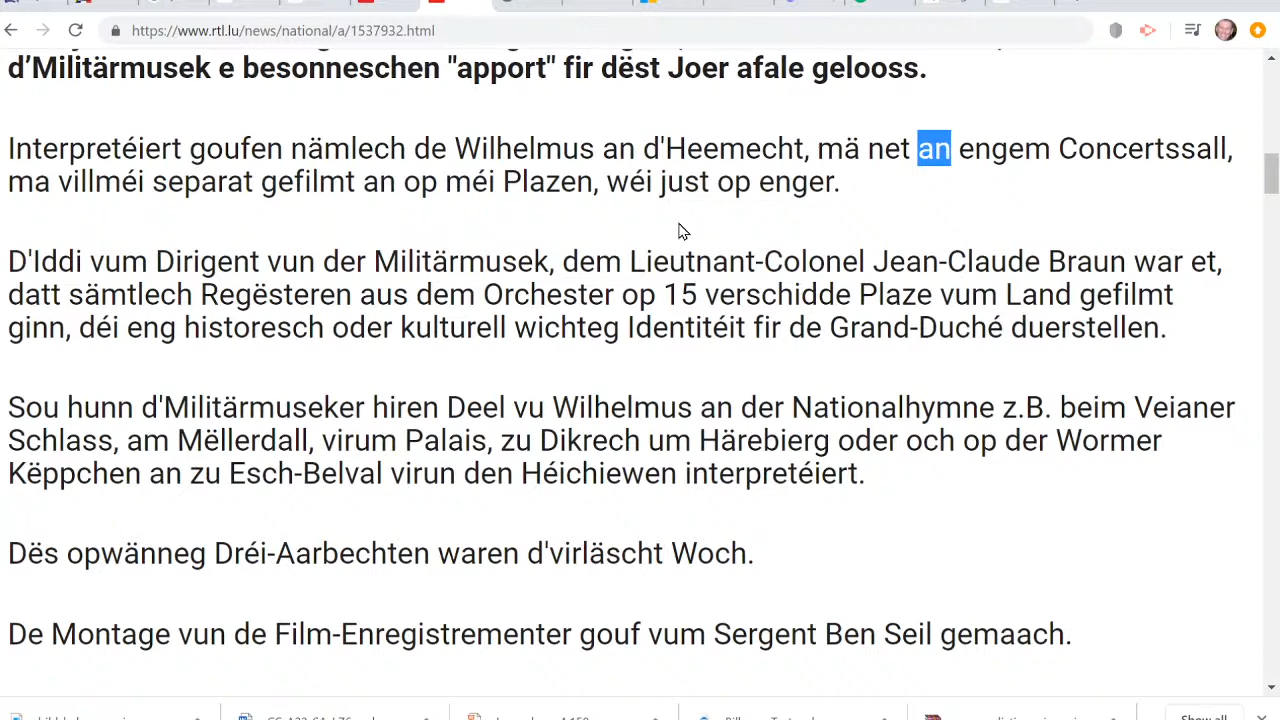 https://www.rtl.lu/news/national/a/1537932.html
d’Militärmusek e besonneschen "apport" fir dëst Joer afale gelooss.
Interpretéiert goufen nämlech de Wilhelmus an d'Heemecht, mä net an engem Concertssall,
ma villméi separat gefilmt an op méi Plazen, wéi just op enger.
D'Iddi vum Dirigent vun der Militärmusek, dem Lieutnant-Colonel Jean-Claude Braun war et,
datt sämtlech Regësteren aus dem Orchester op 15 verschidde Plaze vum Land gefilmt
ginn, déi eng historesch oder kulturell wichteg Identitéit fir de Grand-Duché duerstellen.
Sou hunn d'Militärmuseker hiren Deel vu Wilhelmus an der Nationalhymne z.B. beim Veianer
Schlass, am Mëllerdall, virum Palais, zu Dikrech um Härebierg oder och op der Wormer
Këppchen an zu Esch-Belval virun den Héichiewen interpretéiert.
Dës opwänneg Dréi-Aarbechten waren d'virläscht Woch.
De Montage vun de Film-Enregistrementer gouf vum Sergent Ben Seil gemaach.
Show all